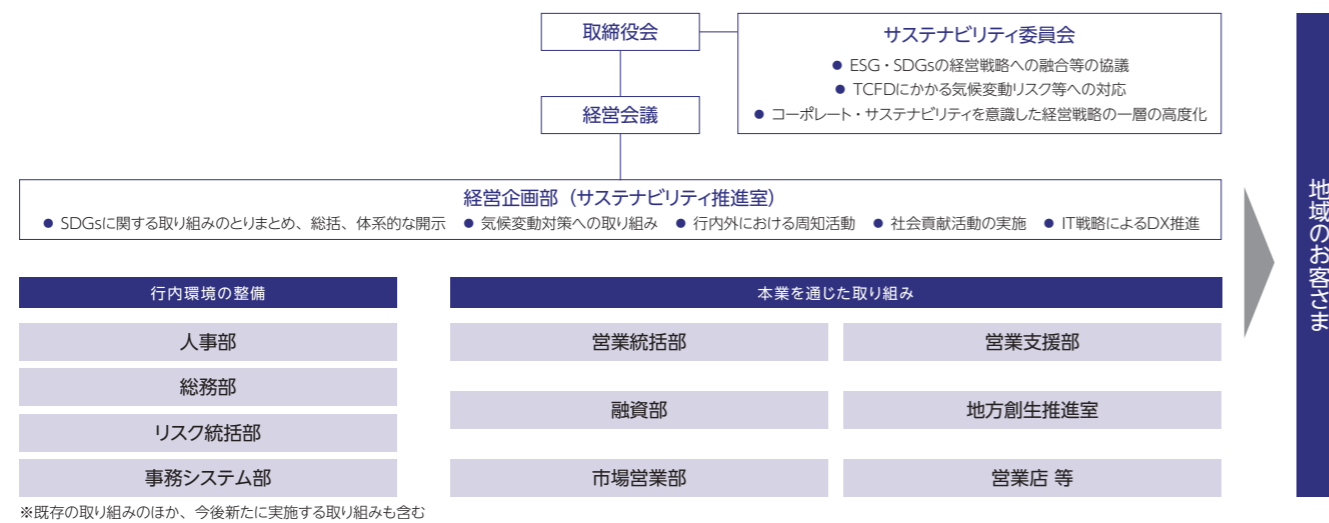 取締役会
サステナビリティ委員会
● ESG・SDGsの経営戦略への融合等の協議
● TCFDにかかる気候変動リスク等への対応
● コーポレート・サステナビリティを意識した経営戦略の一層の高度化
経営会議
経営企画部（サステナビリティ推進室）
● SDGsに関する取り組みのとりまとめ、総括、体系的な開示 ● 気候変動対策への取り組み ● 行内外における周知活動 ● 社会貢献活動の実施 ● IT戦略によるDX推進
行内環境の整備
人事部
総務部
リスク統括部
事務システム部
本業を通じた取り組み
営業統括部
営業支援部
融資部
地方創生推進室
市場営業部
営業店 等
地域のお客さま
※既存の取り組みのほか、今後新たに実施する取り組みも含む